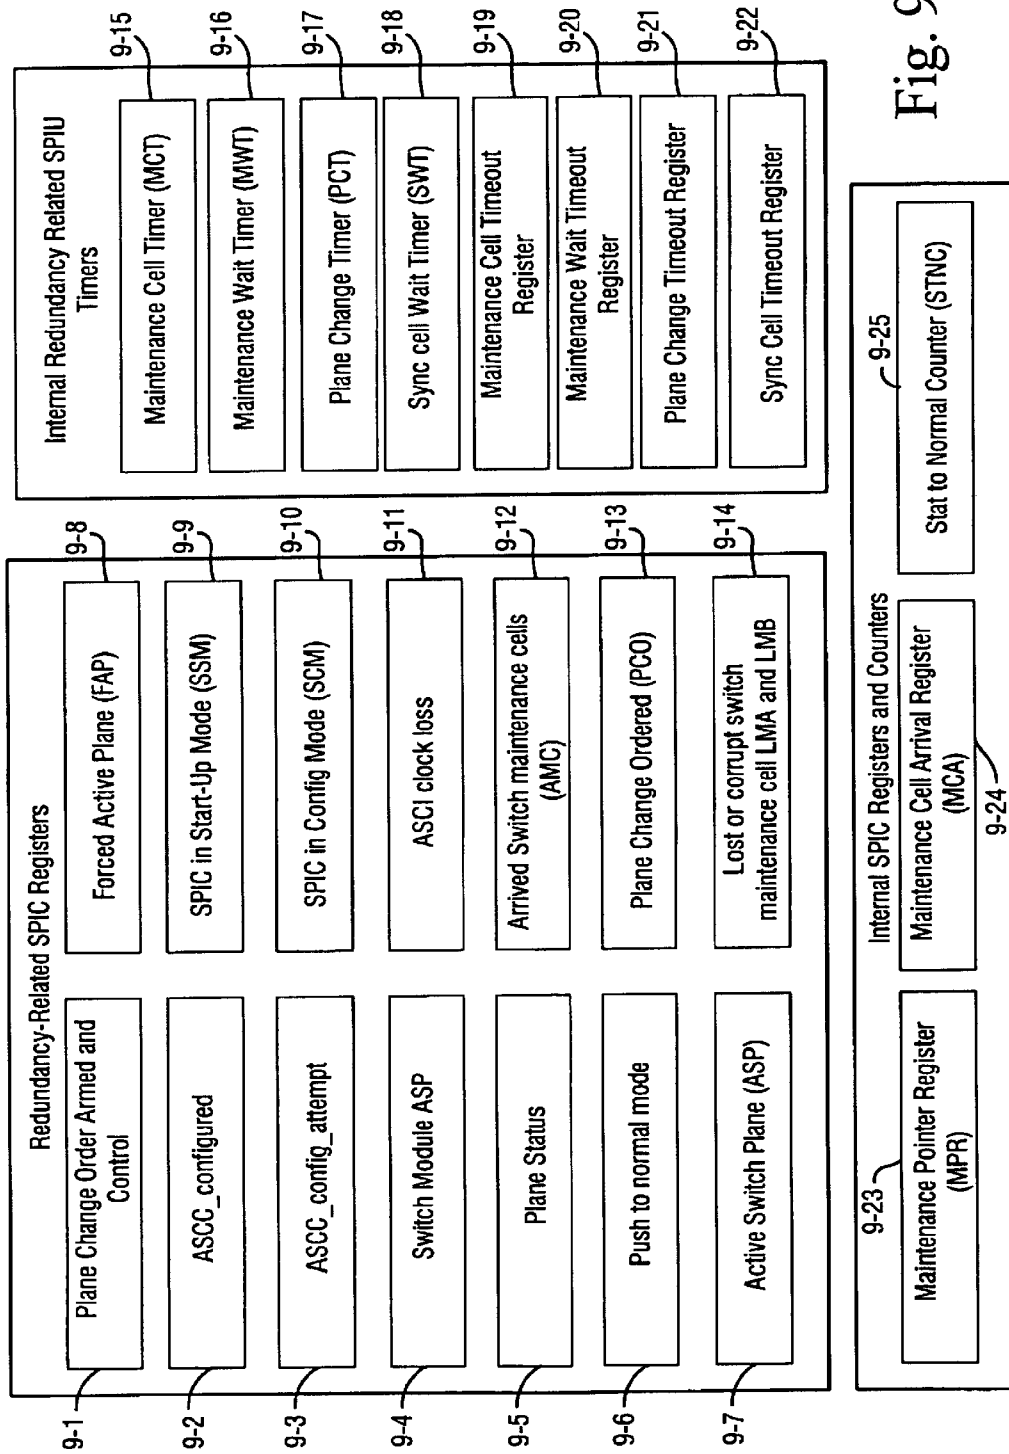 Redundancy-Related SPIC Registers
9-1
Plane Change Order Armed and
Control
9-2
ASCC_configured
9-3
ASCC_config_attempt
9-4
Switch Module ASP
9-5
Plane Status
9-6
Push to normal mode
9-7
Active Switch Plane (ASP)
Forced Active Plane (FAP)
9-8
SPIC in Start-Up Mode (SSM)
9-9
SPIC in Config Mode (SCM)
9-10
ASCI clock loss
9-11
Arrived Switch maintenance cells
(AMC)
9-12
Plane Change Ordered (PCO)
9-13
Lost or corrupt switch
maintenance cell LMA and LMB
9-14
Internal Redundancy Related SPIU
Timers
Maintenance Cell Timer (MCT)
9-15
Maintenance Wait Timer (MWT)
9-16
Plane Change Timer (PCT)
9-17
Sync cell Wait Timer (SWT)
9-18
Maintenance Cell Timeout
Register
9-19
Maintenance Wait Timeout
Register
9-20
Plane Change Timeout Register
9-21
Sync Cell Timeout Register
9-22
Internal SPIC Registers and Counters
9-23
Maintenance Pointer Register
(MPR)
Maintenance Cell Arrival Register
(MCA)
9-24
Stat to Normal Counter (STNC)
9-25
Fig. 9